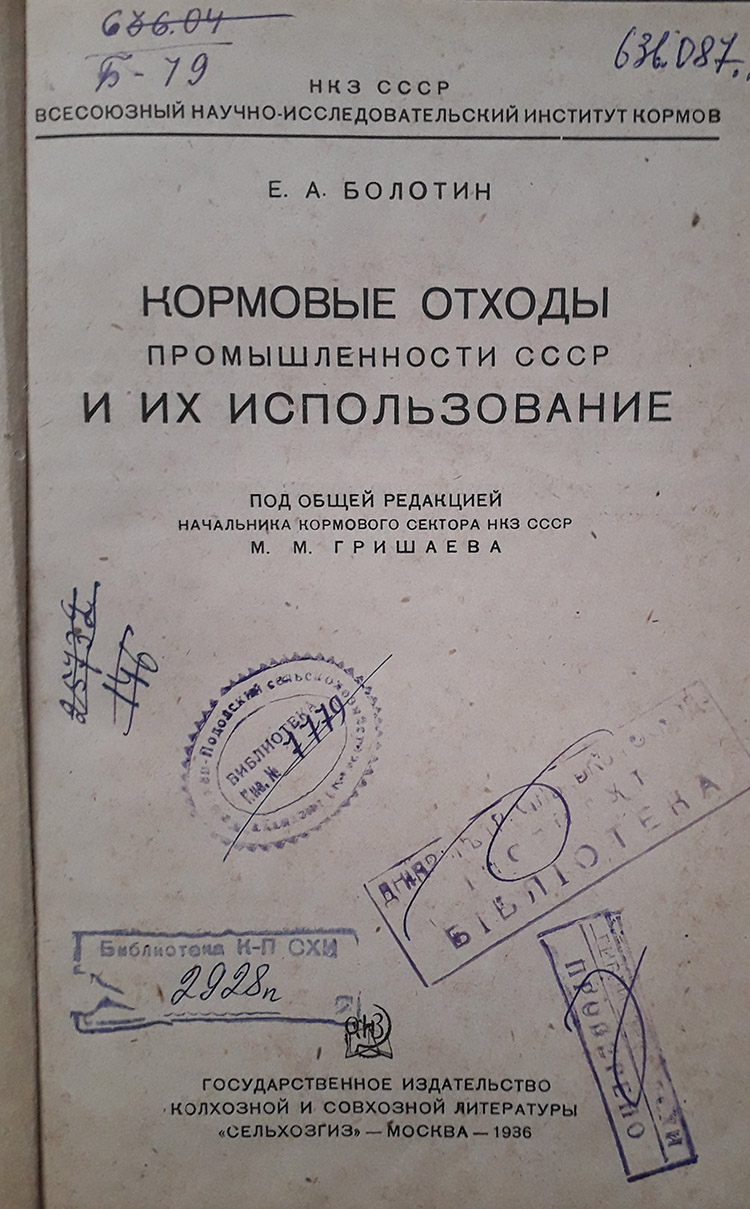 636.04
Б-19
636.087.
НКЗ СССР
ВСЕСОЮЗНЫЙ НАУЧНО-ИССЛЕДОВАТЕЛЬСКИЙ ИНСТИТУТ КОРМОВ
Е. А. БОЛОТИН
КОРМОВЫЕ ОТХОДЫ
ПРОМЫШЛЕННОСТИ СССР
И ИХ ИСПОЛЬЗОВАНИЕ
ПОД ОБЩЕЙ РЕДАКЦИЕЙ
НАЧАЛЬНИКА КОРМОВОГО СЕКТОРА НКЗ СССР
М. М. ГРИШАЕВА
БИБЛИОТЕКА
Инв. № 7779
БІБЛІОТЕКА
Библиотека К-П СХИ
2928п
ГОСУДАРСТВЕННОЕ ИЗДАТЕЛЬСТВО
КОЛХОЗНОЙ И СОВХОЗНОЙ ЛИТЕРАТУРЫ
«СЕЛЬХОЗГИЗ» — МОСКВА — 1936